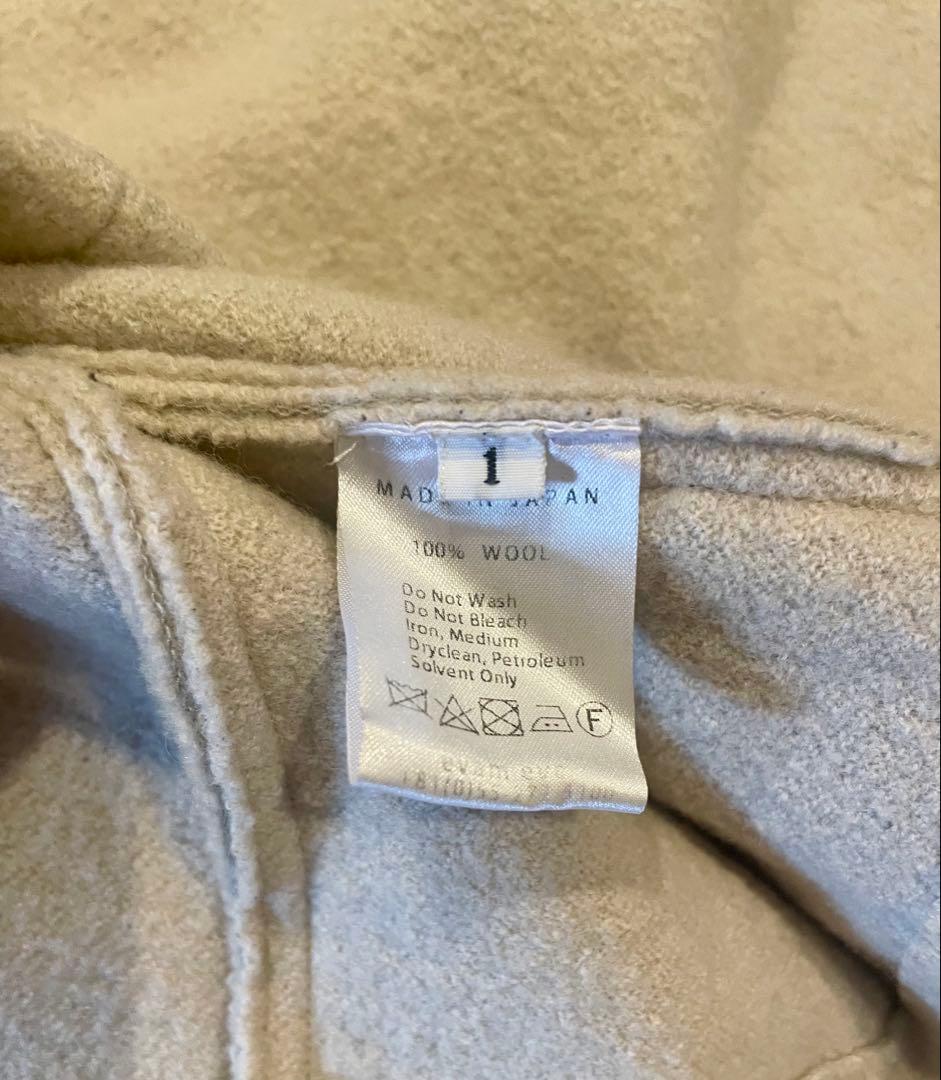 1
MADE IN JAPAN
100% WOOL
Do Not Wash
Do Not Bleach
Iron, Medium
Dryclean, Petroleum
Solvent Only
F